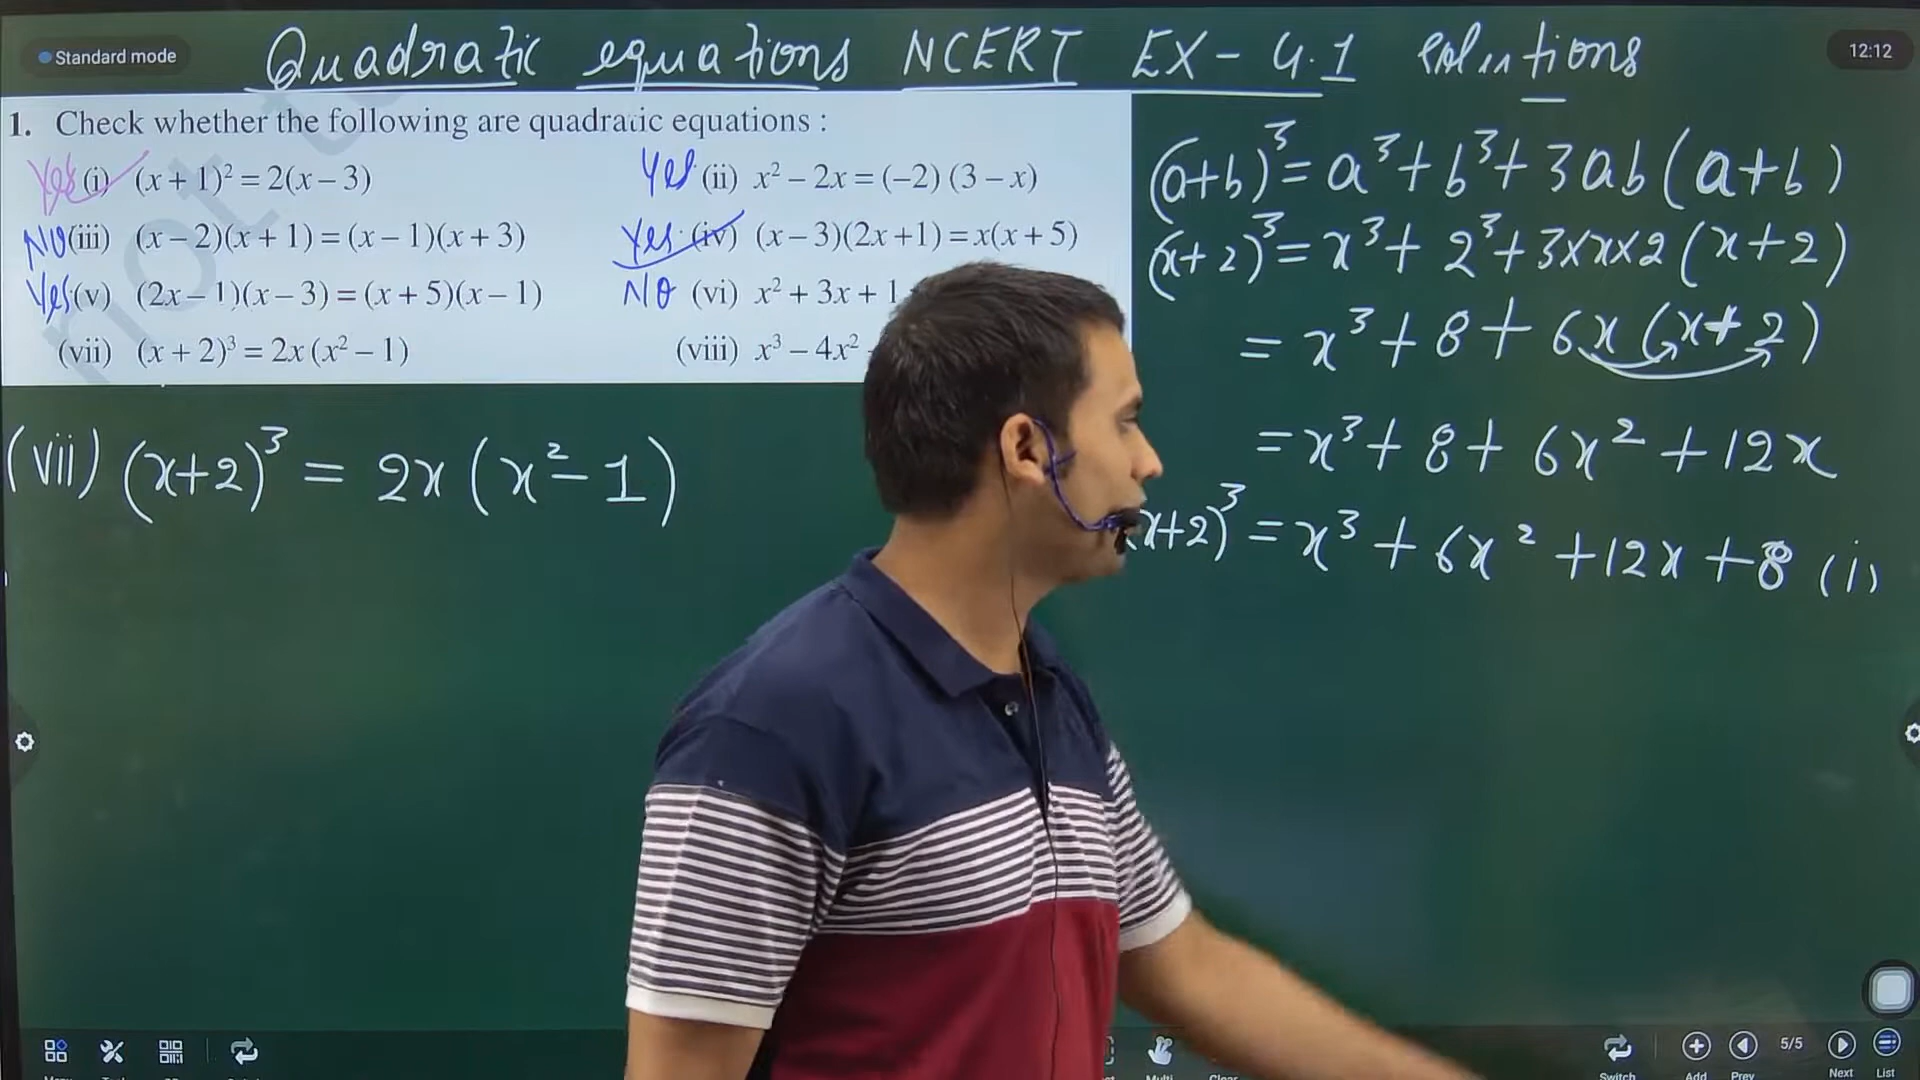 Standard mode
Quadratic equations NCERT EX - 4.1 solutions
12:12
1. Check whether the following are quadratic equations :
Yes (i) (x + 1)² = 2(x – 3)
Yes (ii) x² – 2x = (–2) (3 – x)
NO (iii) (x – 2)(x + 1) = (x – 1)(x + 3)
Yes (iv) (x – 3)(2x +1) = x(x + 5)
Yes (v) (2x – 1)(x – 3) = (x + 5)(x – 1)
NO (vi) x² + 3x + 1
(vii) (x + 2)³ = 2x (x² – 1)
(viii) x³ – 4x²
(a+b)³ = a³ + b³ + 3ab(a+b)
(x+2)³ = x³ + 2³ + 3×x×2(x+2)
= x³ + 8 + 6x(x+2)
= x³ + 8 + 6x² + 12x
(x+2)³ = x³ + 6x² + 12x + 8 (i)
(vii) (x+2)³ = 2x(x² – 1)
Switch
Add
Prev
5/5
Next
List